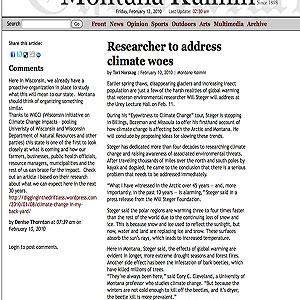 Montana Kaimin
Since 1898
Search
Friday, February 12, 2010 Last Update: 07:30 am
Front News Opinion Sports Outdoors Arts Multimedia Archive
Share this article:
Comments
Here in Wisconsin, we already have a
proactive organization in place to study
what this will mean to our state. Montana
should think of organizing something
similar.
Thanks to WICCI (Wisconsin Initiative on
Climate Change Impacts - pooling
University of Wisconsin and Wisconsin
Department of Natural resources and other
parties) this state is one of the first to look
closely at what is coming and how our
farmers, businesses, public health officials,
resource managers, municipalities and the
rest of us can brace for the impact. Check
out an article I posted on their research
about what we can expect here in the next
30 years.
by Denise Thornton at 07:39 am
February 15, 2010
Login to post comments.
Researcher to address
climate woes
by Tori Norskog | February 10, 2010 | Montana Kaimin
Earlier spring thaws, disappearing glaciers and increasing insect
population are just a few of the harsh realities of global warming
that veteran environmental researcher Will Steger will address at
the Urey Lecture Hall on Feb. 11.
During his "Eyewitness to Climate Change" tour, Steger is stopping
in Billings, Bozeman and Missoula to offer his firsthand account of
how climate change is affecting both the Arctic and Montana. He
will conclude by proposing ideas for slowing these trends.
Steger has dedicated more than four decades to researching climate
change and raising awareness of associated environmental threats.
After traveling thousands of miles over the north and south poles by
kayak and dogsled, he came to the conclusion that there is a serious
problem that needs to be addressed immediately.
"What I have witnessed in the Arctic over 45 years — and, more
importantly, in the past 13 years — is alarming," Steger said in a
press release from the Will Steger Foundation.
Steger said the polar regions are warming three to four times faster
than the rest of the world due to the continuing loss of snow and
ice. This is because snow and ice used to reflect the sunlight, but
now, water and land are replacing ice and snow. These surfaces
absorb the sun's rays, which leads to increased temperature.
Here in Montana, Steger said, the effects of global warming are
evident in longer, more extreme drought seasons and forest fires.
Another side effect has been the infestation of bark beetles, which
have killed millions of trees.
"They've always been here," said Cory C. Cleveland, a University of
Montana professor who studies climate change. "But because the
winters are not cold enough to kill off the beetles, and it's dryer,
the beetle kill is more prevalent."